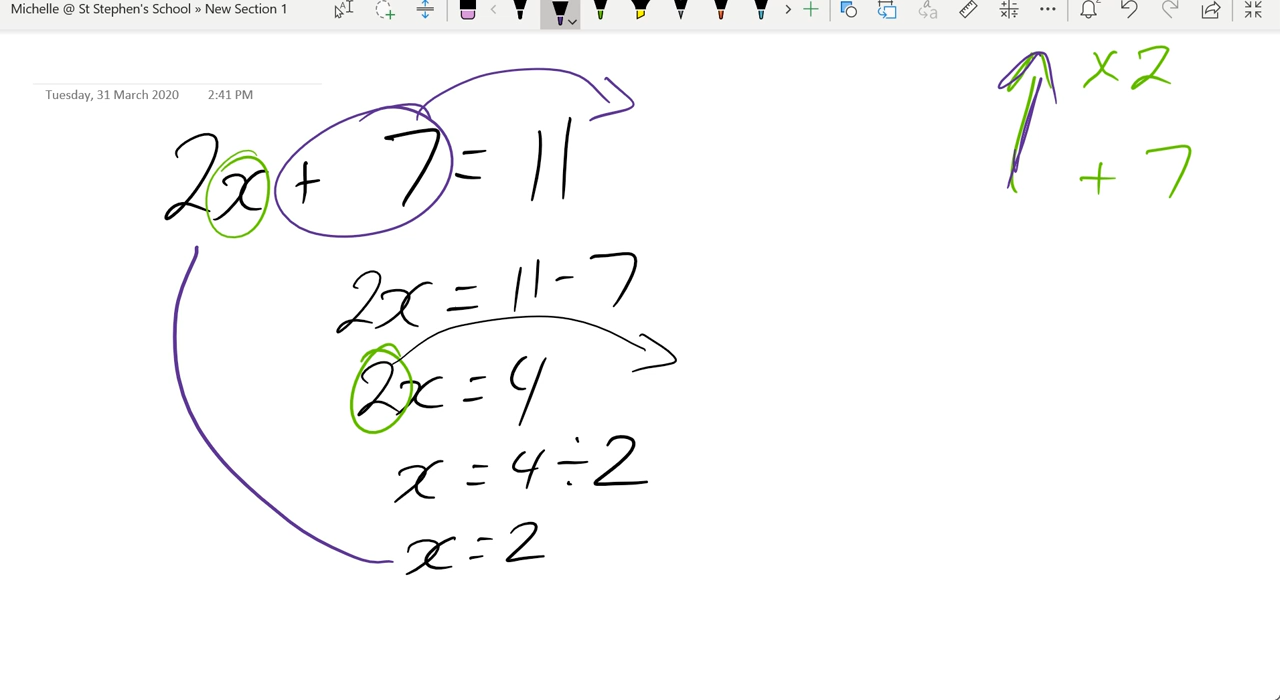 Michelle @ St Stephen's School » New Section 1
Tuesday, 31 March 2020 2:41 PM
2x + 7 = 11
× 2
+ 7
2x = 11 - 7
2x = 4
x = 4 ÷ 2
x = 2